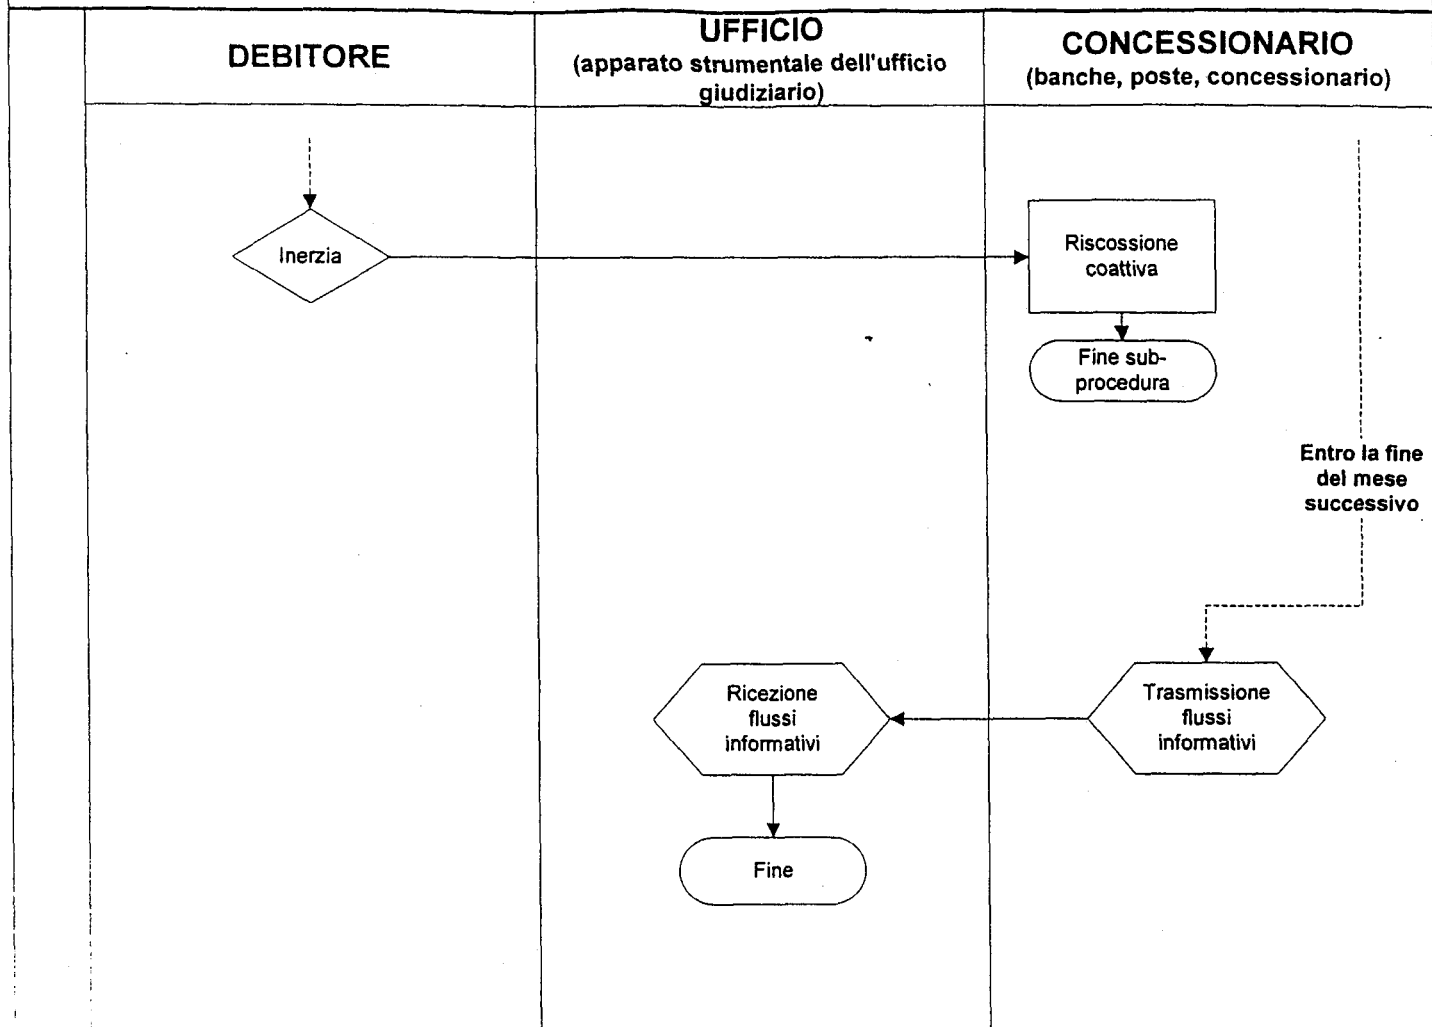 DEBITORE
UFFICIO
(apparato strumentale dell'ufficio
giudiziario)
CONCESSIONARIO
(banche, poste, concessionario)
Inerzia
Riscossione
coattiva
Fine sub-
procedura
Entro la fine
del mese
successivo
Ricezione
flussi
informativi
Trasmissione
flussi
informativi
Fine